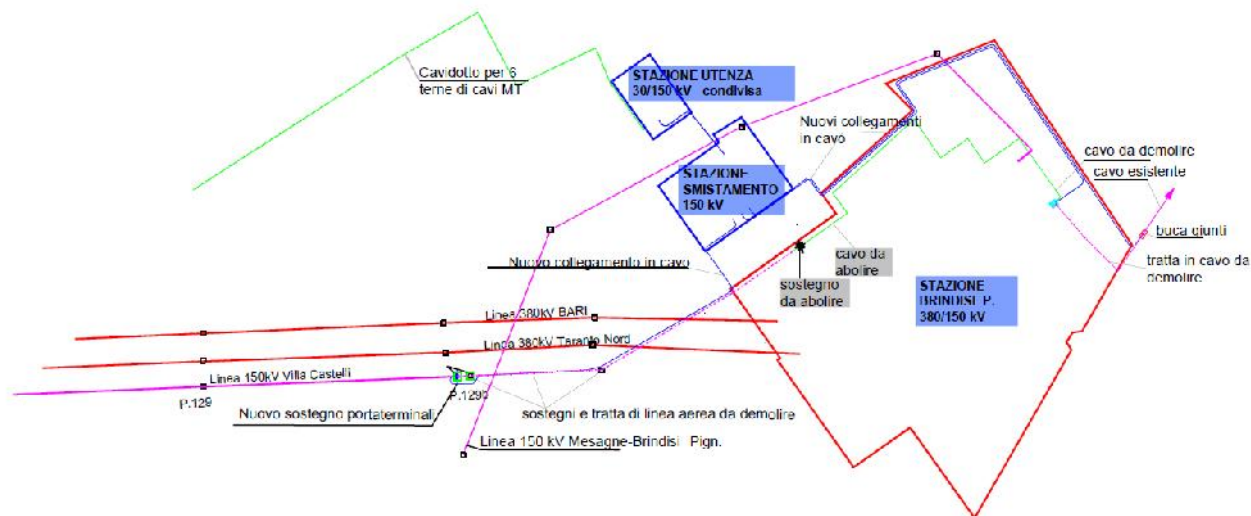 Cavidotto per 6
terne di cavi MT
STAZIONE UTENZA
30/150 kV condivisa
Nuovi collegamenti
in cavo
STAZIONE
SMISTAMENTO
150 kV
cavo da demolire
cavo esistente
buca giunti
tratta in cavo da
demolire
cavo da
abolire
Nuovo collegamento in cavo
sostegno
da abolire
STAZIONE
BRINDISI P.
380/150 kV
Linea 380kV BARI
Linea 380kV Taranto Nord
Linea 150kV Villa Castelli
P.129
Nuovo sostegno portaterminali
sostegni e tratta di linea aerea da demolire
Linea 150 kV Mesagne-Brindisi Pign.